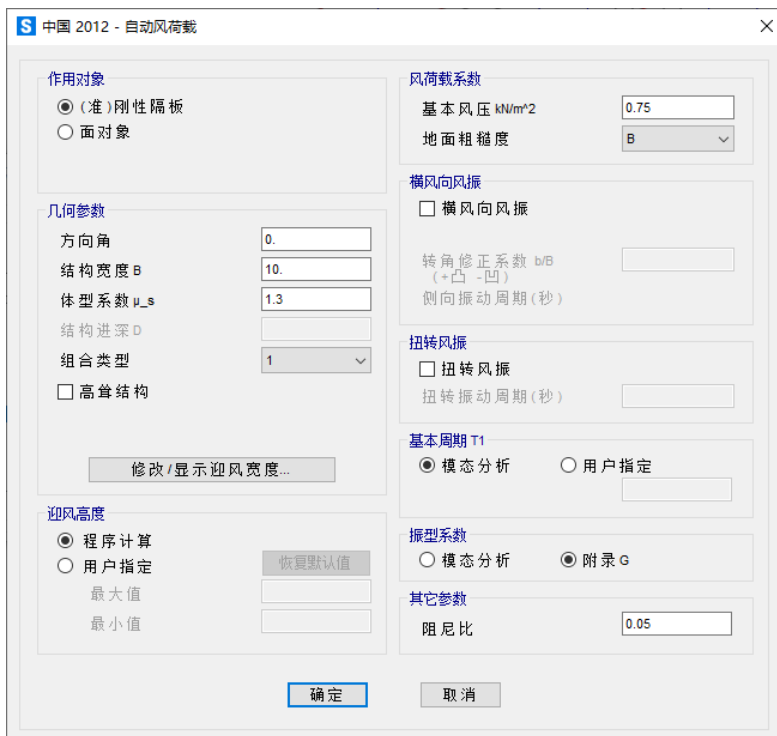 S 中国 2012 - 自动风荷载
作用对象
(准)刚性隔板
面对象
几何参数
方向角 0.
结构宽度 B 10.
体型系数 μ_s 1.3
结构进深 D
组合类型 1
高耸结构
修改/显示迎风宽度...
迎风高度
程序计算
用户指定 恢复默认值
最大值
最小值
风荷载系数
基本风压 kN/m^2 0.75
地面粗糙度 B
横风向风振
横风向风振
转角修正系数 b/B
(+凸 -凹)
侧向振动周期(秒)
扭转风振
扭转风振
扭转振动周期(秒)
基本周期 T1
模态分析 用户指定
振型系数
模态分析 附录 G
其它参数
阻尼比 0.05
确定 取消